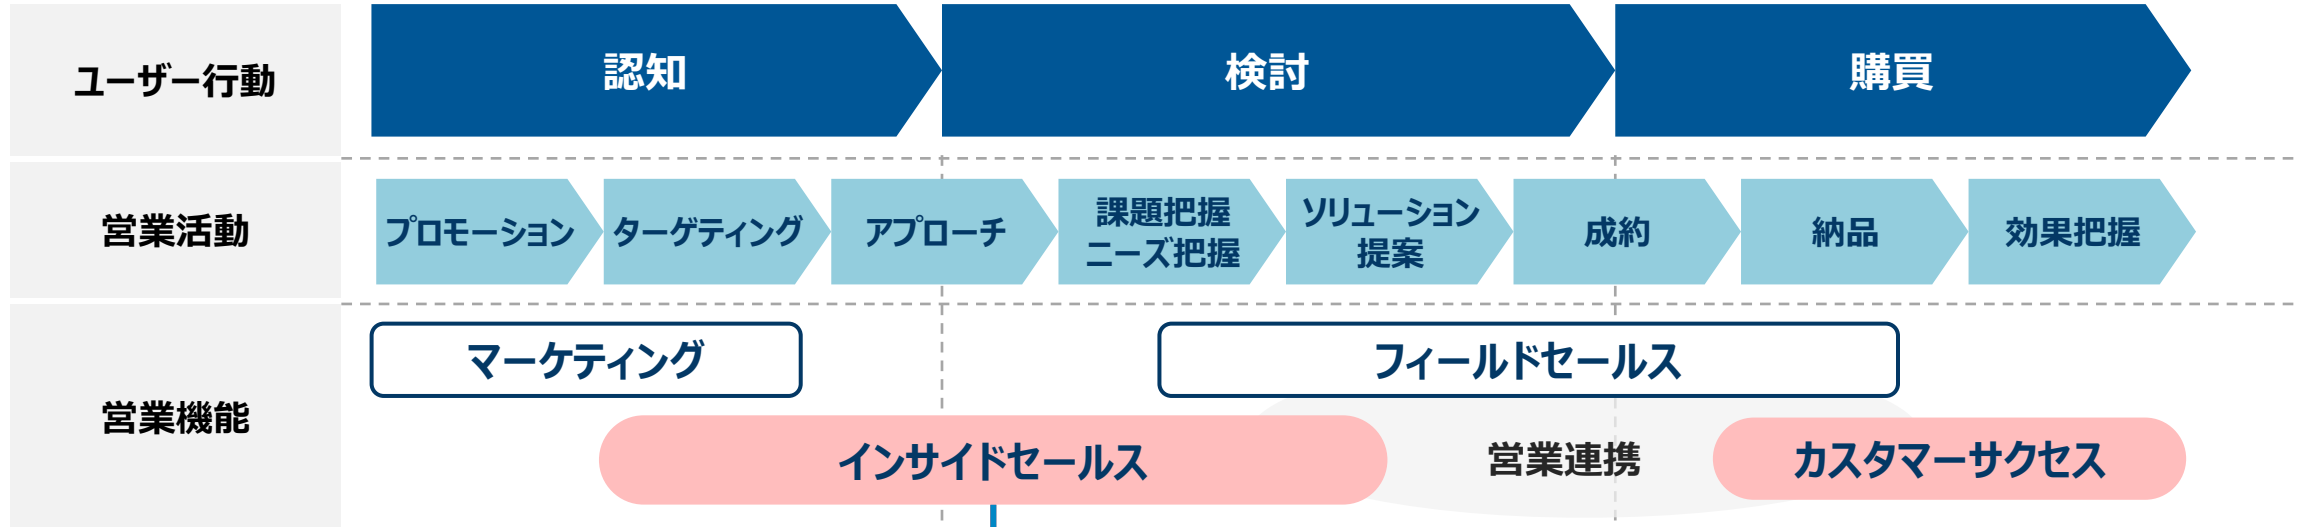 ユーザー行動
認知
検討
購買
営業活動
プロモーション
ターゲティング
アプローチ
課題把握
ニーズ把握
ソリューション
提案
成約
納品
効果把握
営業機能
マーケティング
フィールドセールス
インサイドセールス
営業連携
カスタマーサクセス